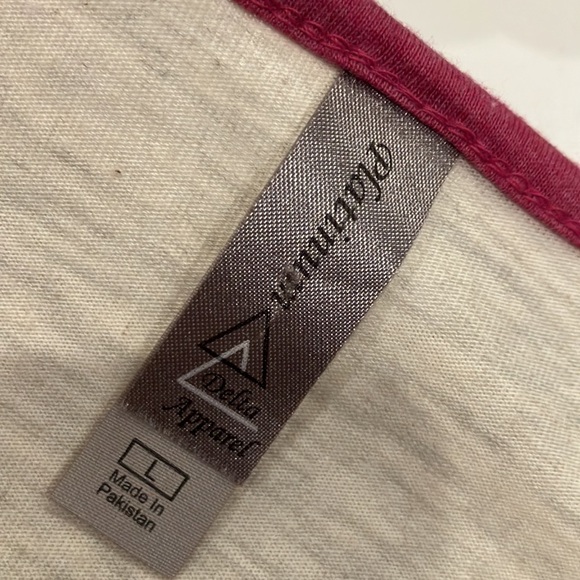 Platinum
Delta
Apparel
L
Made In
Pakistan